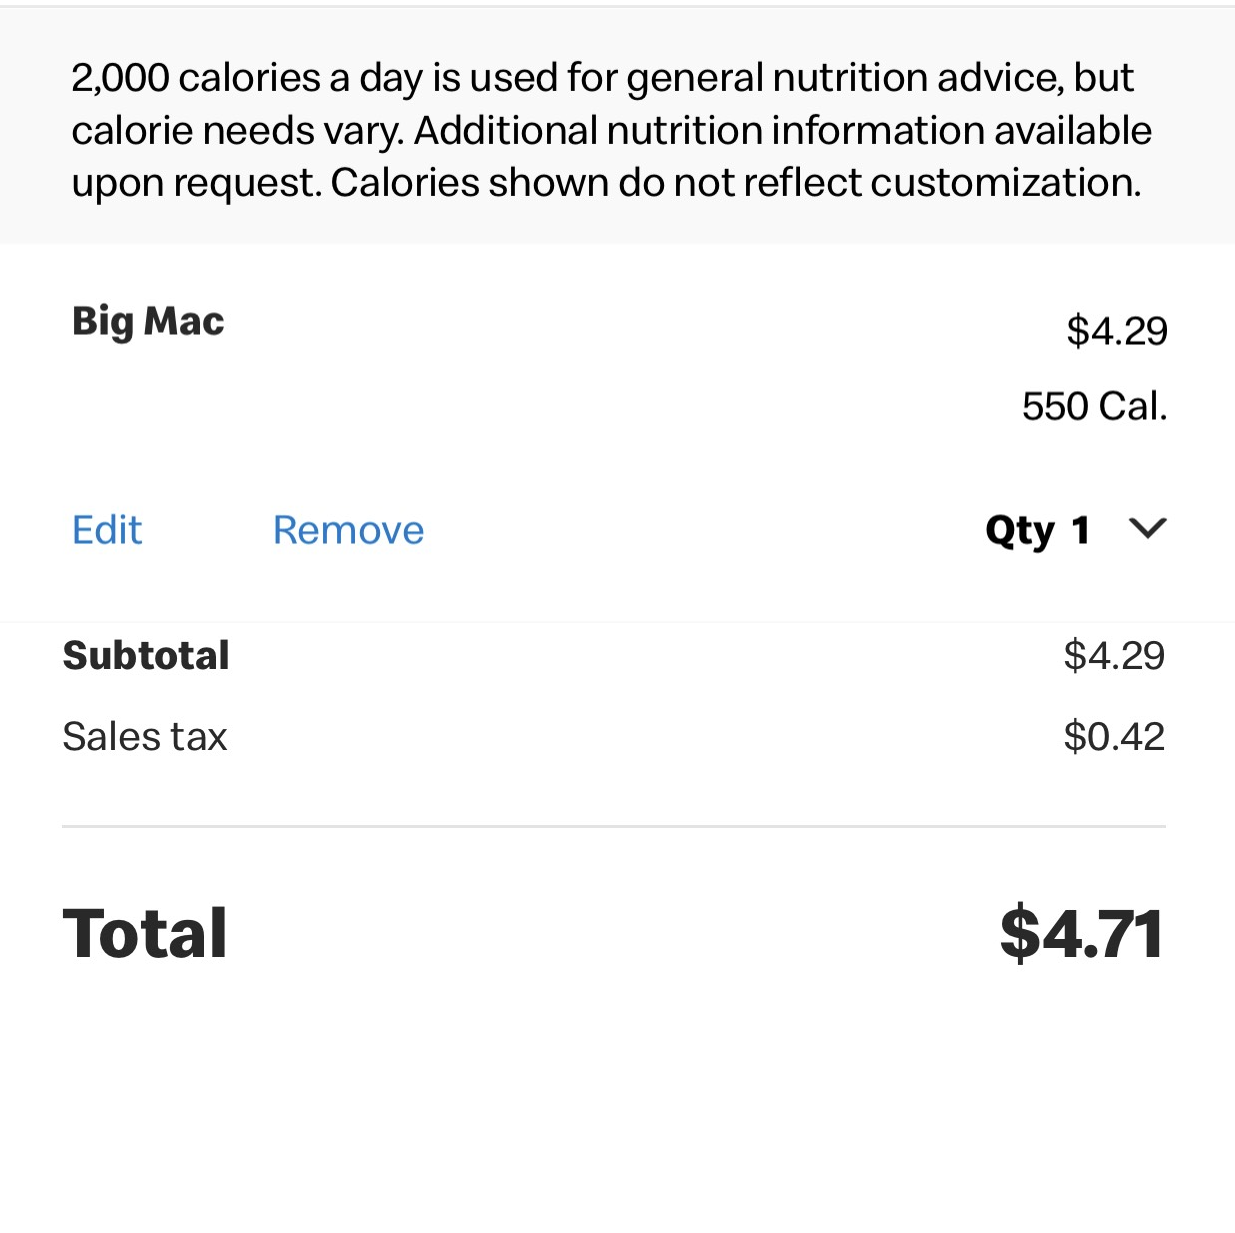 2,000 calories a day is used for general nutrition advice, but
calorie needs vary. Additional nutrition information available
upon request. Calories shown do not reflect customization.
Big Mac $4.29
550 Cal.
Edit Remove Qty 1
Subtotal $4.29
Sales tax $0.42
Total $4.71